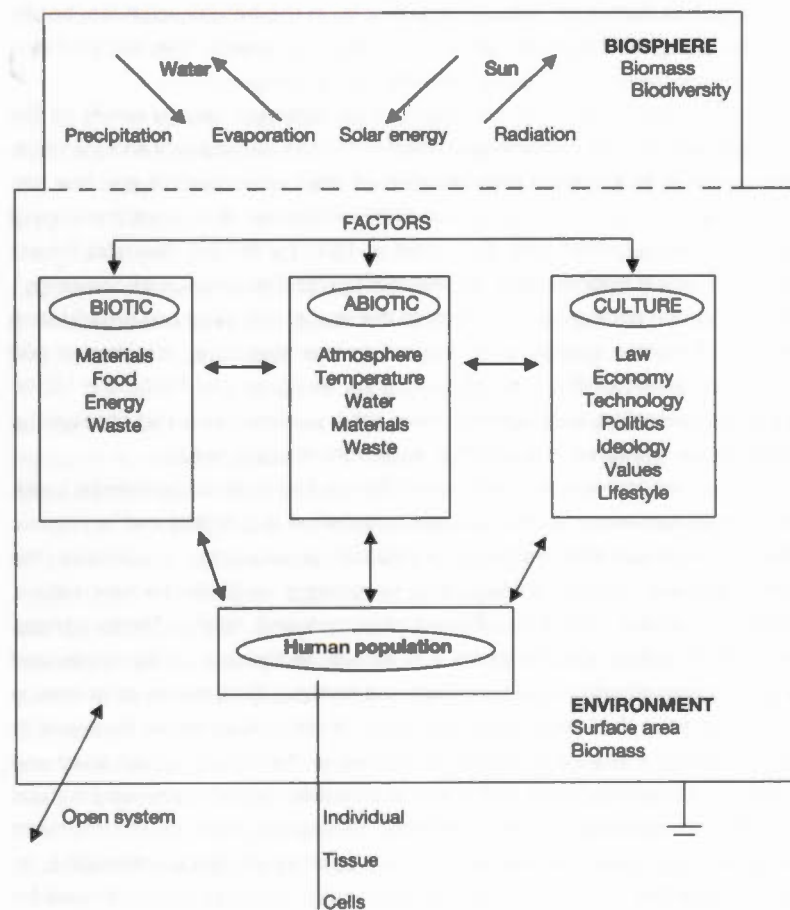 BIOSPHERE
Water Sun Biomass
Biodiversity
Precipitation Evaporation Solar energy Radiation
FACTORS
BIOTIC ABIOTIC CULTURE
Materials Atmosphere Law
Food Temperature Economy
Energy Water Technology
Waste Materials Politics
Waste Ideology
Values
Lifestyle
Human population
ENVIRONMENT
Surface area
Biomass
Open system Individual
Tissue
Cells